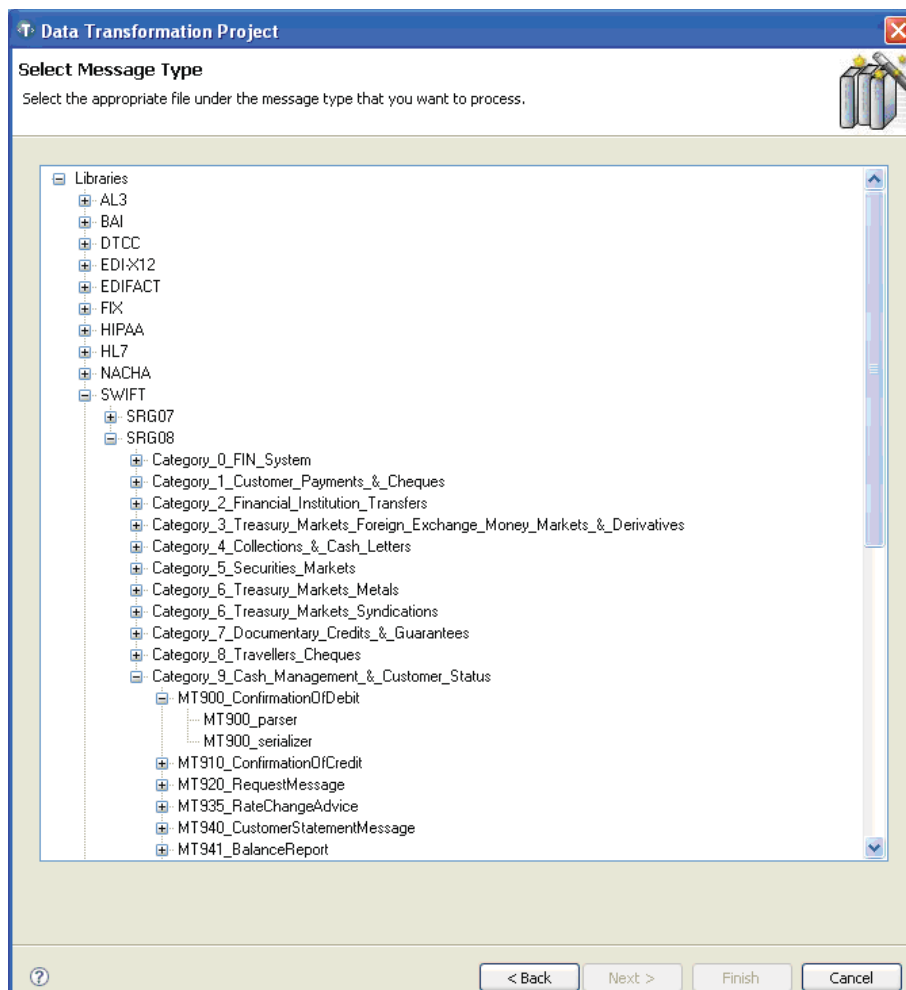 Data Transformation Project
Select Message Type
Select the appropriate file under the message type that you want to process.
Libraries
AL3
BAI
DTCC
EDI-X12
EDIFACT
FIX
HIPAA
HL7
NACHA
SWIFT
SRG07
SRG08
Category_0_FIN_System
Category_1_Customer_Payments_&_Cheques
Category_2_Financial_Institution_Transfers
Category_3_Treasury_Markets_Foreign_Exchange_Money_Markets_&_Derivatives
Category_4_Collections_&_Cash_Letters
Category_5_Securities_Markets
Category_6_Treasury_Markets_Metals
Category_6_Treasury_Markets_Syndications
Category_7_Documentary_Credits_&_Guarantees
Category_8_Travellers_Cheques
Category_9_Cash_Management_&_Customer_Status
MT900_ConfirmationOfDebit
MT900_parser
MT900_serializer
MT910_ConfirmationOfCredit
MT920_RequestMessage
MT935_RateChangeAdvice
MT940_CustomerStatementMessage
MT941_BalanceReport
< Back Next > Finish Cancel